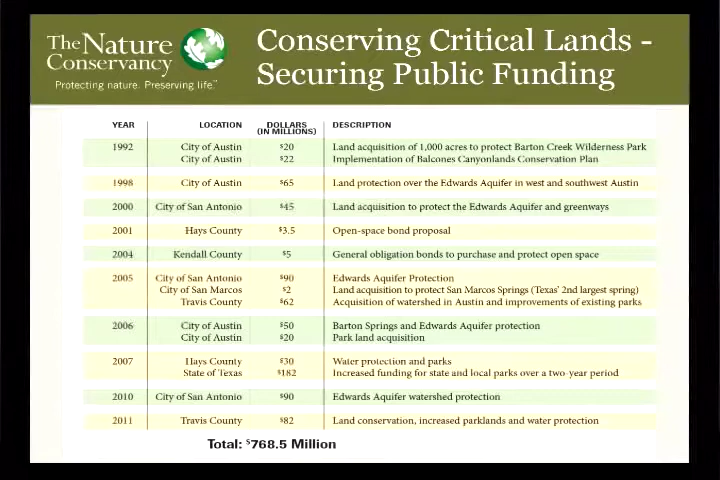 The Nature Conservancy
Protecting nature. Preserving life.™
Conserving Critical Lands -
Securing Public Funding
YEAR LOCATION DOLLARS (IN MILLIONS) DESCRIPTION
1992 City of Austin $20 Land acquisition of 1,000 acres to protect Barton Creek Wilderness Park
City of Austin $22 Implementation of Balcones Canyonlands Conservation Plan
1998 City of Austin $65 Land protection over the Edwards Aquifer in west and southwest Austin
2000 City of San Antonio $45 Land acquisition to protect the Edwards Aquifer and greenways
2001 Hays County $3.5 Open-space bond proposal
2004 Kendall County $5 General obligation bonds to purchase and protect open space
2005 City of San Antonio $90 Edwards Aquifer Protection
City of San Marcos $2 Land acquisition to protect San Marcos Springs (Texas' 2nd largest spring)
Travis County $62 Acquisition of watershed in Austin and improvements of existing parks
2006 City of Austin $50 Barton Springs and Edwards Aquifer protection
City of Austin $20 Park land acquisition
2007 Hays County $30 Water protection and parks
State of Texas $182 Increased funding for state and local parks over a two-year period
2010 City of San Antonio $90 Edwards Aquifer watershed protection
2011 Travis County $82 Land conservation, increased parklands and water protection
Total: $768.5 Million